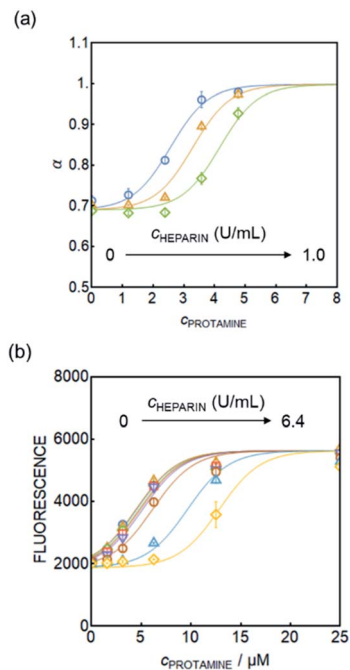 (a)
1.
0.9
0.8
α
0.7
cHEPARIN (U/mL)
0 1.0
0.6
0.5
0 1 2 3 4 5 6 7 8
cPROTAMINE
(b)
8000
cHEPARIN (U/mL)
0 6.4
6000
FLUORESCENCE
4000
2000
0
0 5 10 15 20 25
cPROTAMINE / μM